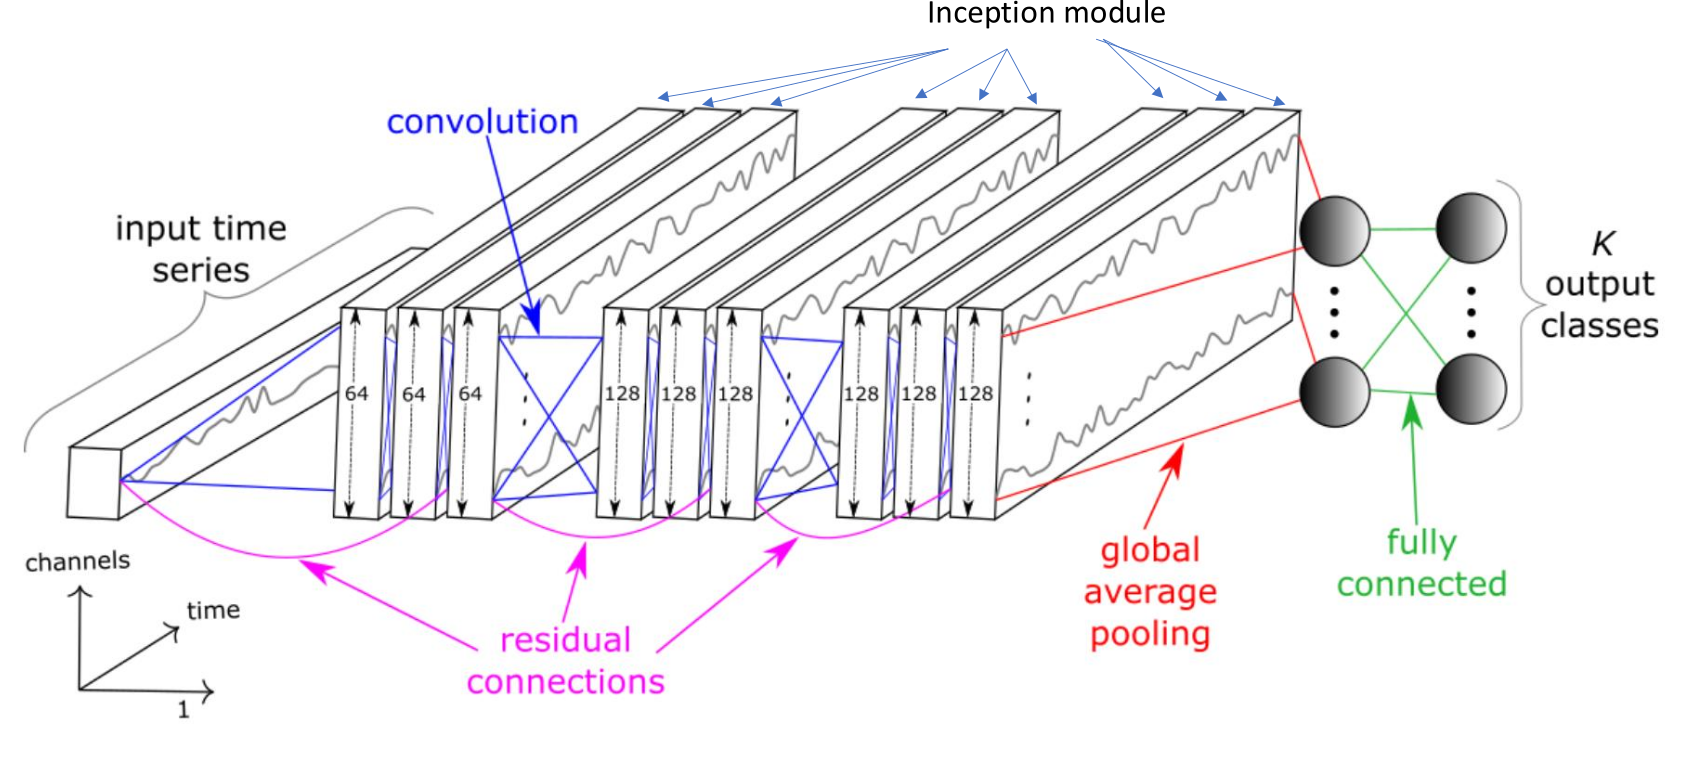 Inception module
convolution
input time
series
64 64 64 128 128 128 128 128 128
K
output
classes
channels
time
1
residual
connections
global
average
pooling
fully
connected